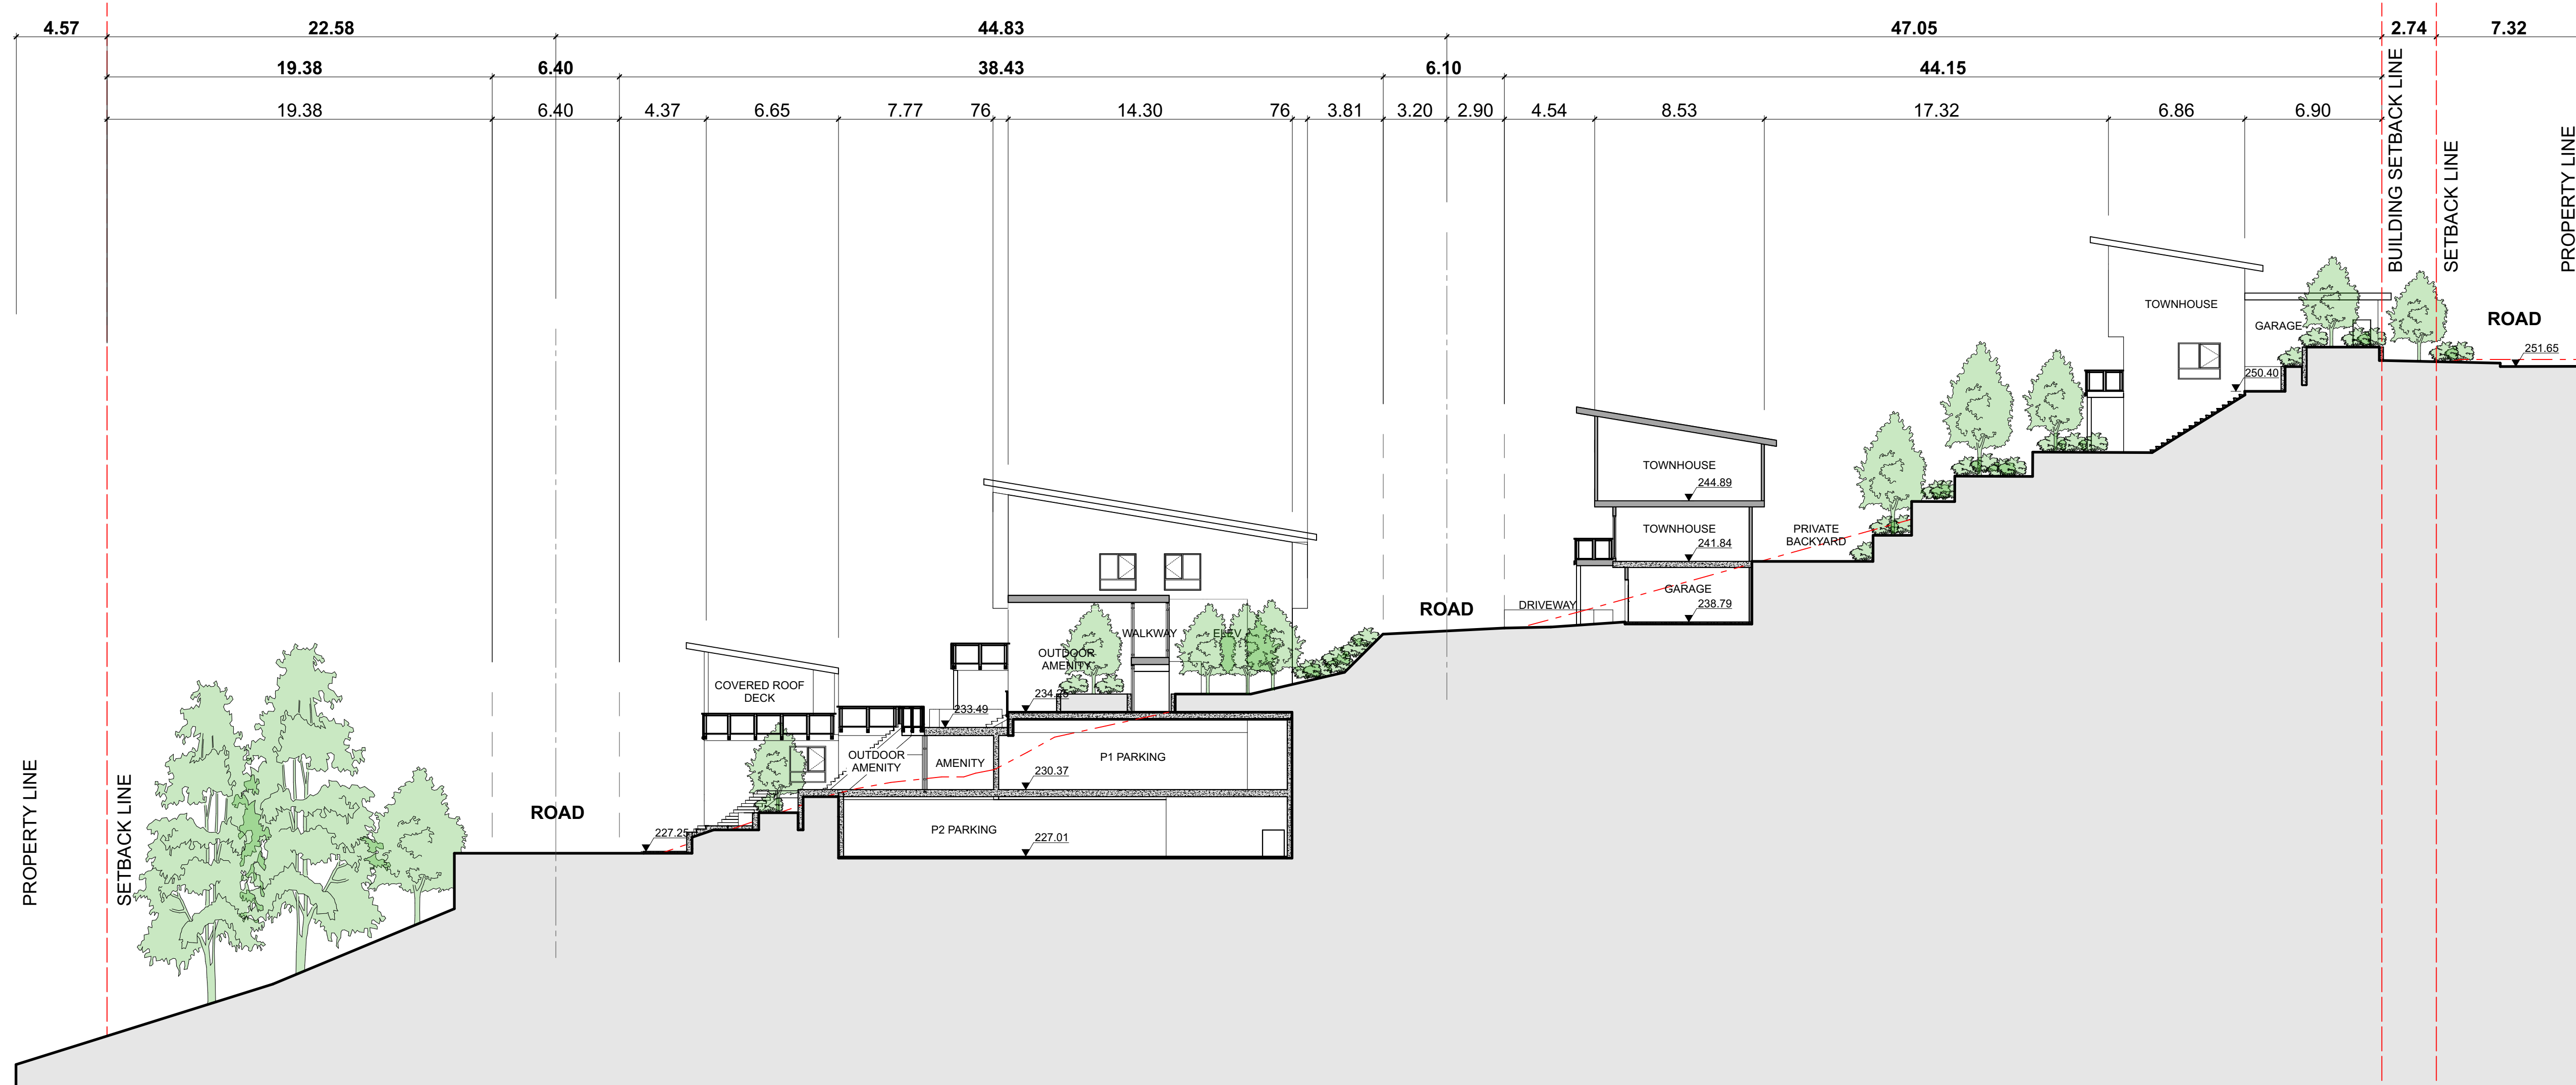 4.57 22.58 44.83 47.05 2.74 7.32
19.38 6.40 38.43 6.10 44.15
19.38 6.40 4.37 6.65 7.77 76 14.30 76 3.81 3.20 2.90 4.54 8.53 17.32 6.86 6.90
BUILDING SETBACK LINE
SETBACK LINE
PROPERTY LINE
TOWNHOUSE
GARAGE
ROAD
251.65
250.40
TOWNHOUSE
244.89
TOWNHOUSE
241.84
PRIVATE
BACKYARD
GARAGE
238.79
DRIVEWAY
ROAD
WALKWAY
ELEV
OUTDOOR
AMENITY
234.25
COVERED ROOF
DECK
233.49
OUTDOOR
AMENITY
AMENITY
P1 PARKING
230.37
ROAD
227.25
P2 PARKING
227.01
PROPERTY LINE
SETBACK LINE